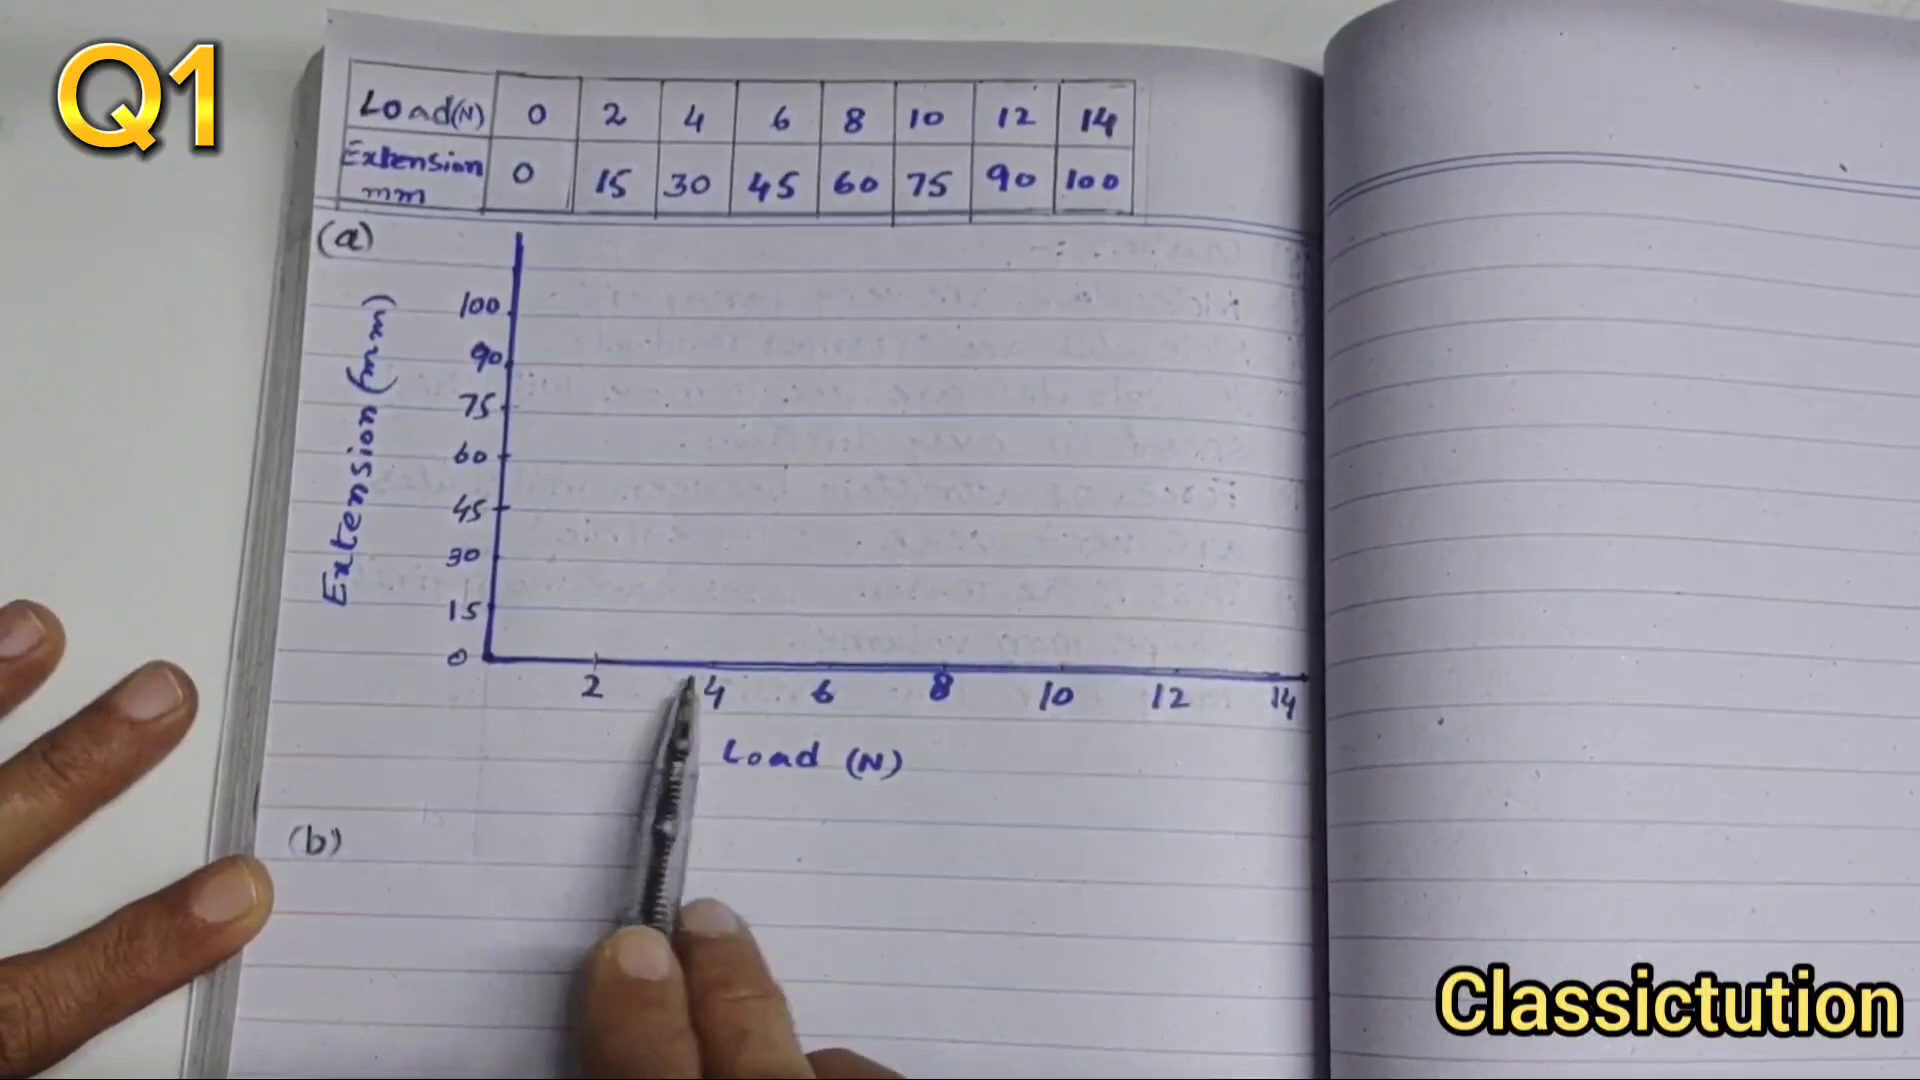 Q1
Load(N) 0 2 4 6 8 10 12 14
Extension mm 0 15 30 45 60 75 90 100
(a)
Extension (mm)
100
90
75
60
45
30
15
0
2 4 6 8 10 12 14
Load (N)
(b)
Classictution